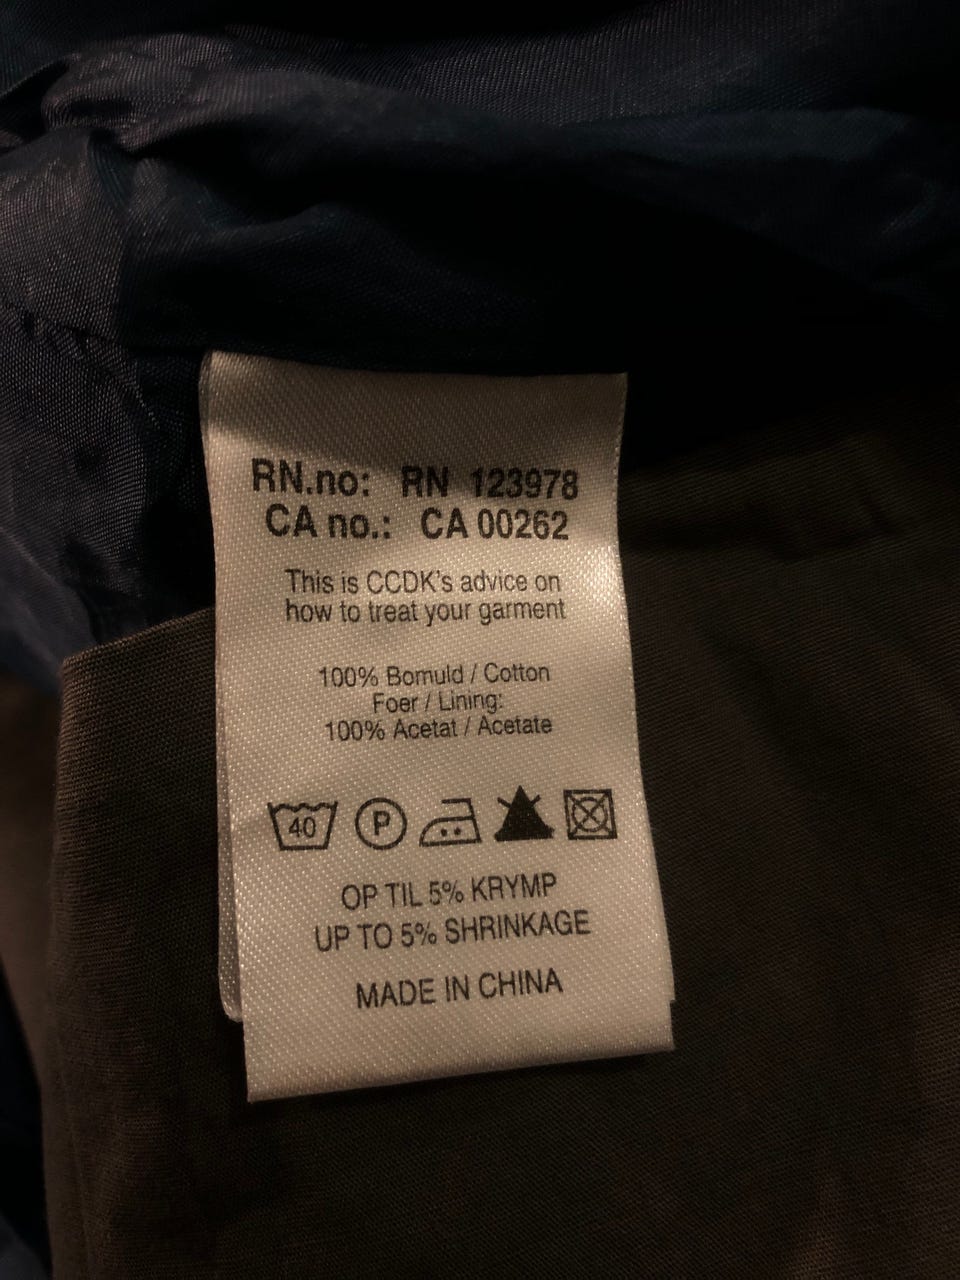 RN.no: RN 123978
CA no.: CA 00262
This is CCDK's advice on
how to treat your garment
100% Bomuld / Cotton
Foer / Lining:
100% Acetat / Acetate
40 P
OP TIL 5% KRYMP
UP TO 5% SHRINKAGE
MADE IN CHINA